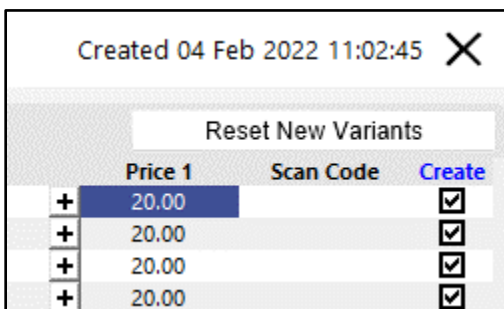 Created 04 Feb 2022 11:02:45
Reset New Variants
Price 1 Scan Code Create
+ 20.00
+ 20.00
+ 20.00
+ 20.00